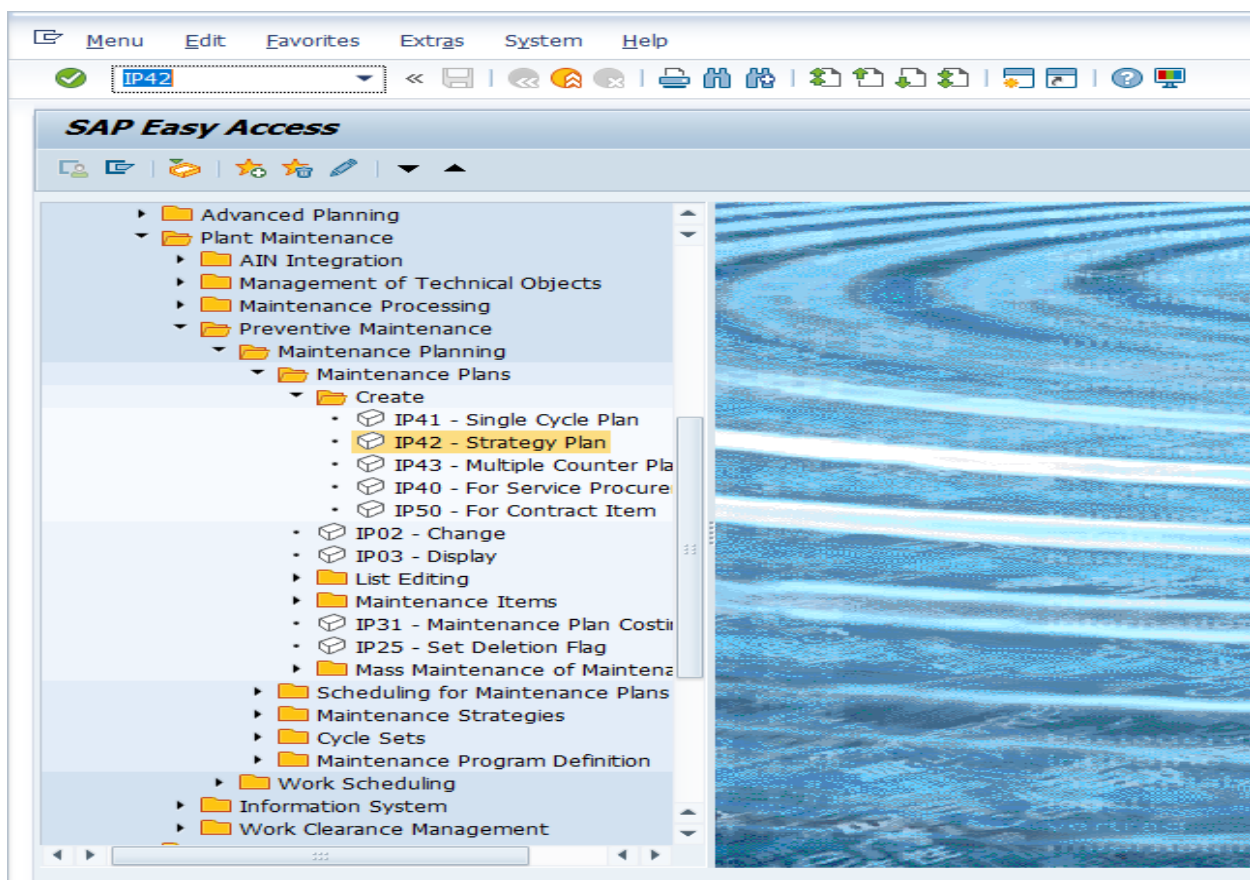 Menu Edit Favorites Extras System Help
IP42
SAP Easy Access
Advanced Planning
Plant Maintenance
AIN Integration
Management of Technical Objects
Maintenance Processing
Preventive Maintenance
Maintenance Planning
Maintenance Plans
Create
IP41 - Single Cycle Plan
IP42 - Strategy Plan
IP43 - Multiple Counter Pla
IP40 - For Service Procure
IP50 - For Contract Item
IP02 - Change
IP03 - Display
List Editing
Maintenance Items
IP31 - Maintenance Plan Costi
IP25 - Set Deletion Flag
Mass Maintenance of Maintena
Scheduling for Maintenance Plans
Maintenance Strategies
Cycle Sets
Maintenance Program Definition
Work Scheduling
Information System
Work Clearance Management